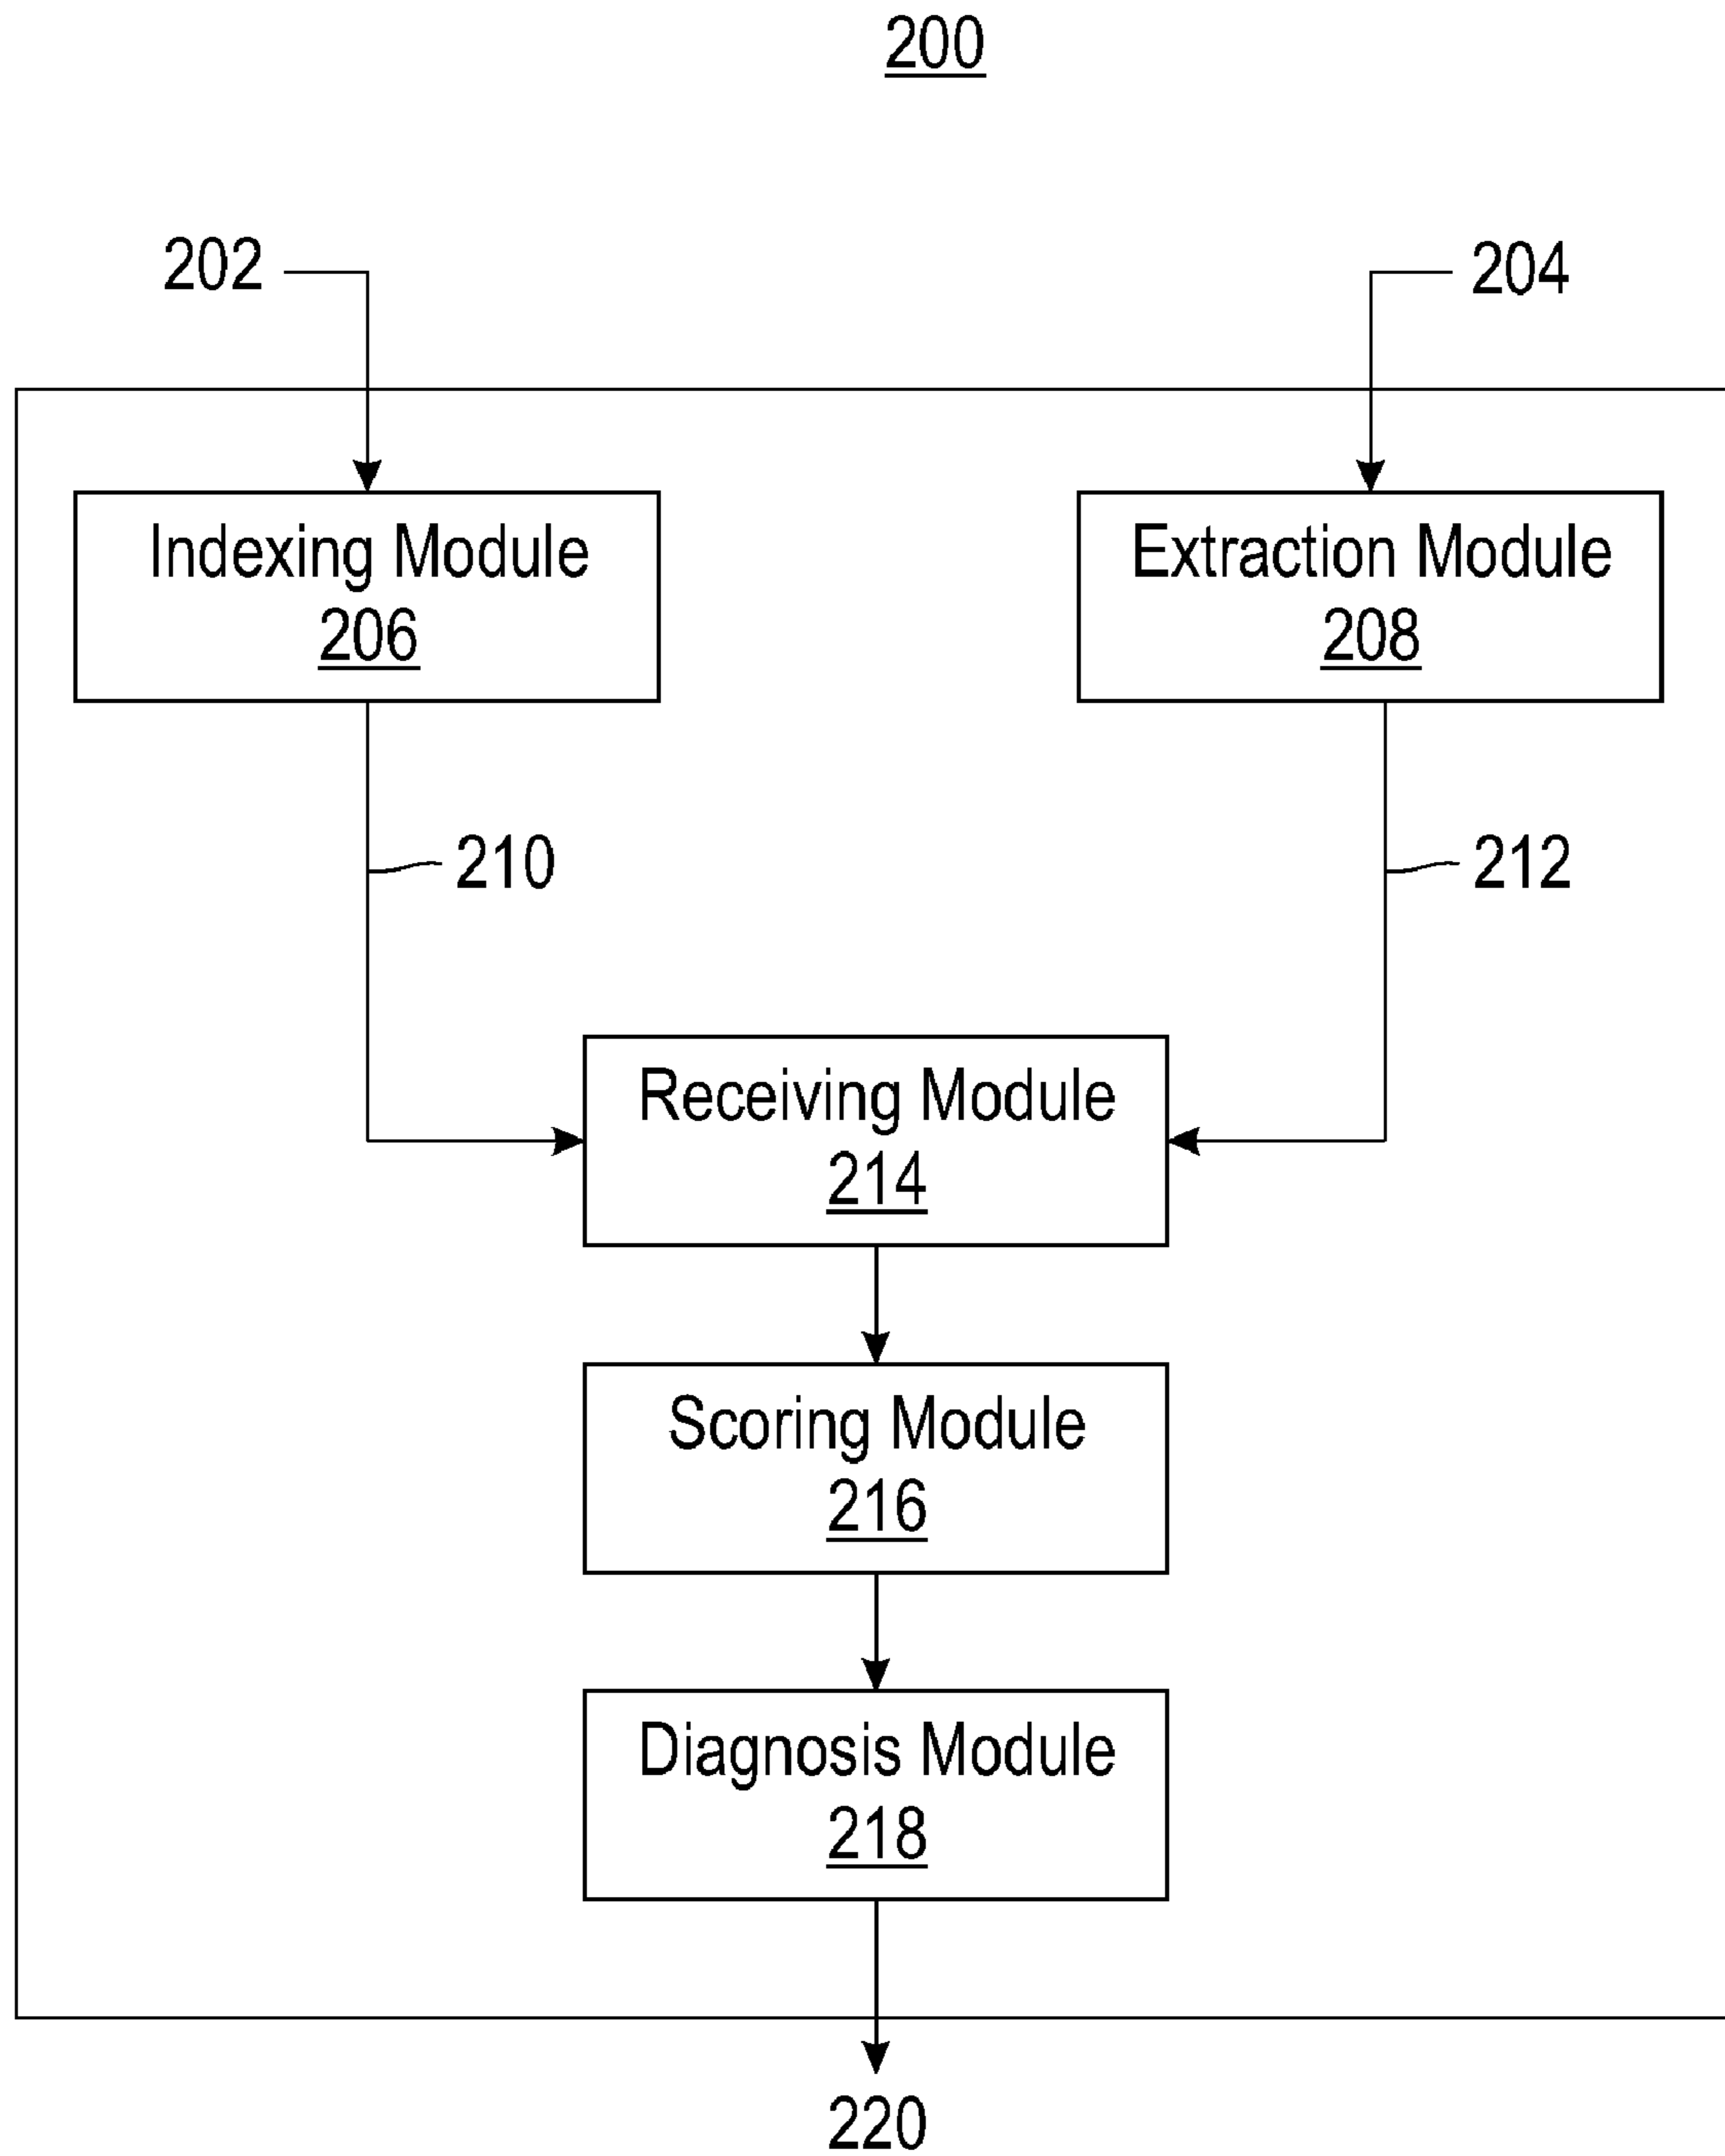 200
202
204
Indexing Module
206
Extraction Module
208
210
212
Receiving Module
214
Scoring Module
216
Diagnosis Module
218
220